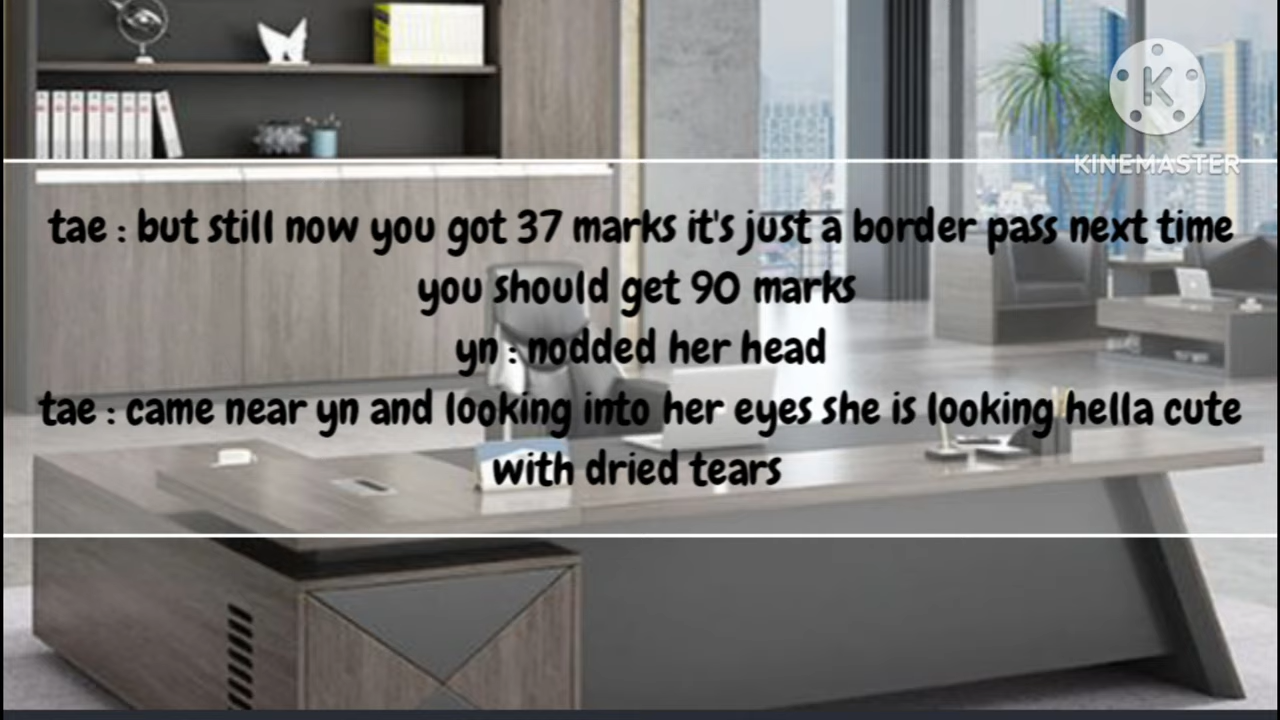 K
KINEMASTER
tae : but still now you got 37 marks it's just a border pass next time
you should get 90 marks
yn : nodded her head
tae : came near yn and looking into her eyes she is looking hella cute
with dried tears